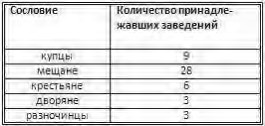 Сословие Количество принадле-
жавших заведений
купцы 9
мещане 28
крестьяне 6
дворяне 3
разночинцы 3